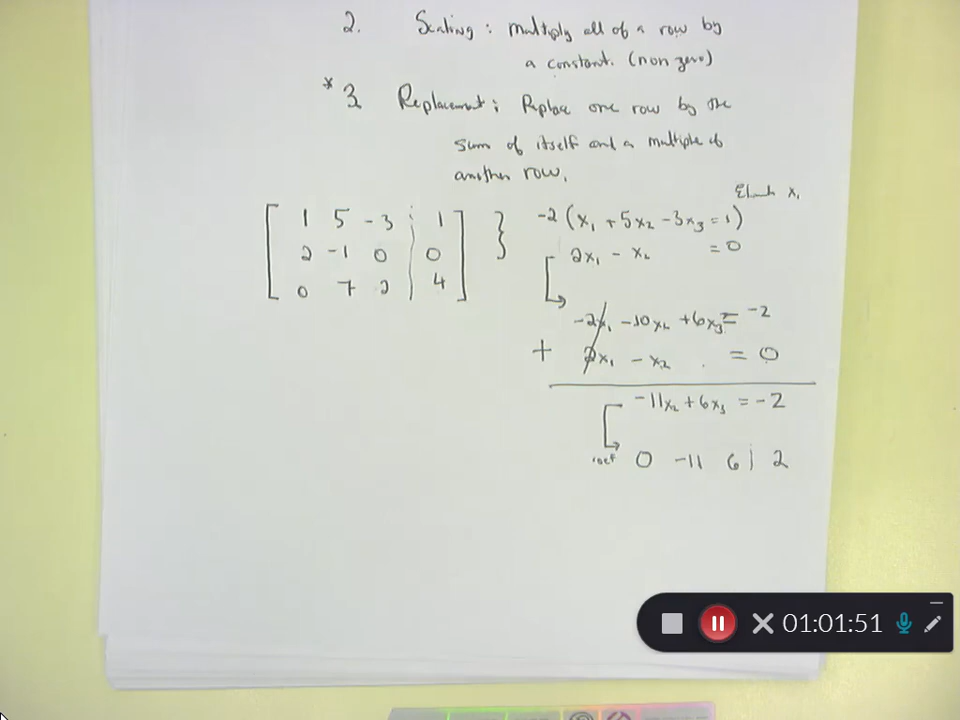 2. Scaling: Multiply all of a row by
a constant. (non zero)
* 3 Replacement: Replace one row by the
sum of itself and a multiple of
another row.
x₁
1 5 -3 1
2 -1 0 0
0 7 2 4
-2 (x₁ + 5x₂ - 3x₃ = 1)
2x₁ - x₂ = 0
-2x₁ - 10x₂ + 6x₃ = -2
+ 2x₁ - x₂ = 0
-11x₂ + 6x₃ = -2
0 -11 6 2
01:01:51